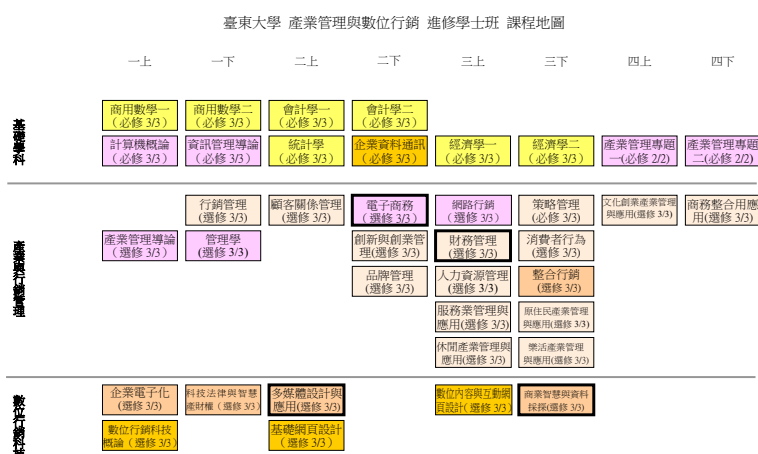 臺東大學 產業管理與數位行銷 進修學士班 課程地圖
一上 一下 二上 二下 三上 三下 四上 四下
基礎學科
商用數學一
（必修 3/3）
商用數學二
（必修 3/3）
會計學一
（必修 3/3）
會計學二
（必修 3/3）
計算機概論
（必修 3/3）
資訊管理導論
（必修 3/3）
統計學
（必修 3/3）
企業資料通訊
（必修 3/3）
經濟學一
（必修 3/3）
經濟學二
（必修 3/3）
產業管理專題
一(必修 2/2)
產業管理專題
二(必修 2/2)
產業與行銷管理
行銷管理
(選修 3/3)
顧客關係管理
(選修 3/3)
電子商務
（選修 3/3）
網路行銷
（選修 3/3）
策略管理
(必修 3/3)
文化創業產業管理
與應用(選修 3/3)
商務整合用應
用(選修 3/3)
產業管理導論
（選修 3/3）
管理學
(選修 3/3)
創新與創業管
理(選修 3/3)
財務管理
(選修 3/3)
消費者行為
(選修 3/3)
品牌管理
(選修 3/3)
人力資源管理
(選修 3/3)
整合行銷
(選修 3/3)
服務業管理與
應用(選修 3/3)
原住民產業管理
與應用(選修 3/3)
休閒產業管理與
應用(選修 3/3)
樂活產業管理
與應用(選修 3/3)
數位行銷科技
企業電子化
(選修 3/3)
科技法律與智慧
產財權（選修 3/3）
多媒體設計與
應用(選修 3/3)
數位內容與互動網
頁設計（選修 3/3）
商業智慧與資料
採探(選修 3/3)
數位行銷科技
概論（選修 3/3）
基礎網頁設計
（選修 3/3）